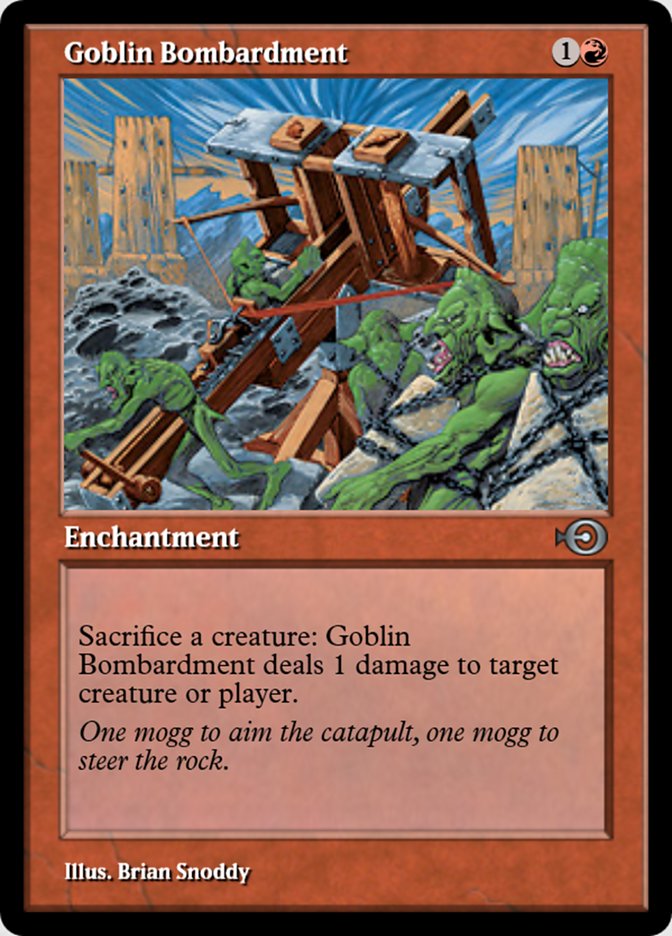 Goblin Bombardment 1
Enchantment
Sacrifice a creature: Goblin
Bombardment deals 1 damage to target
creature or player.
One mogg to aim the catapult, one mogg to
steer the rock.
Illus. Brian Snoddy